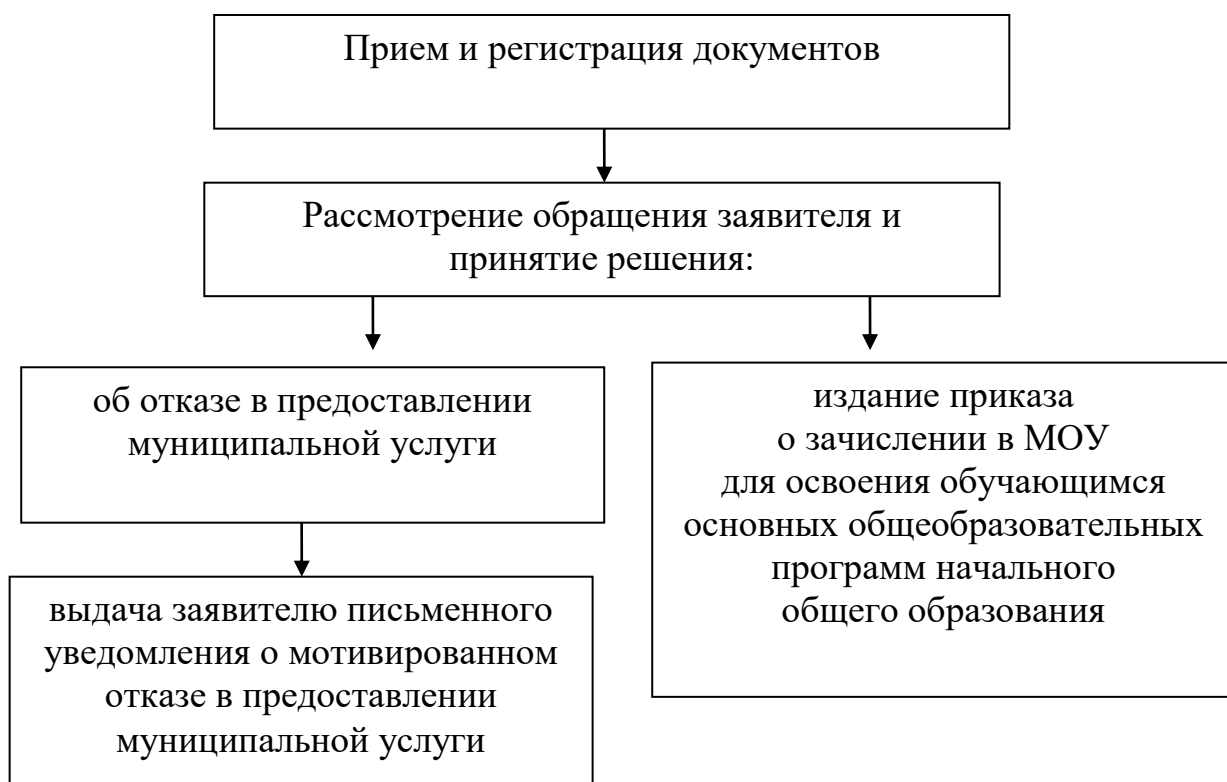 Прием и регистрация документов
Рассмотрение обращения заявителя и
принятие решения:
об отказе в предоставлении
муниципальной услуги
издание приказа
о зачислении в МОУ
для освоения обучающимся
основных общеобразовательных
программ начального
общего образования
выдача заявителю письменного
уведомления о мотивированном
отказе в предоставлении
муниципальной услуги